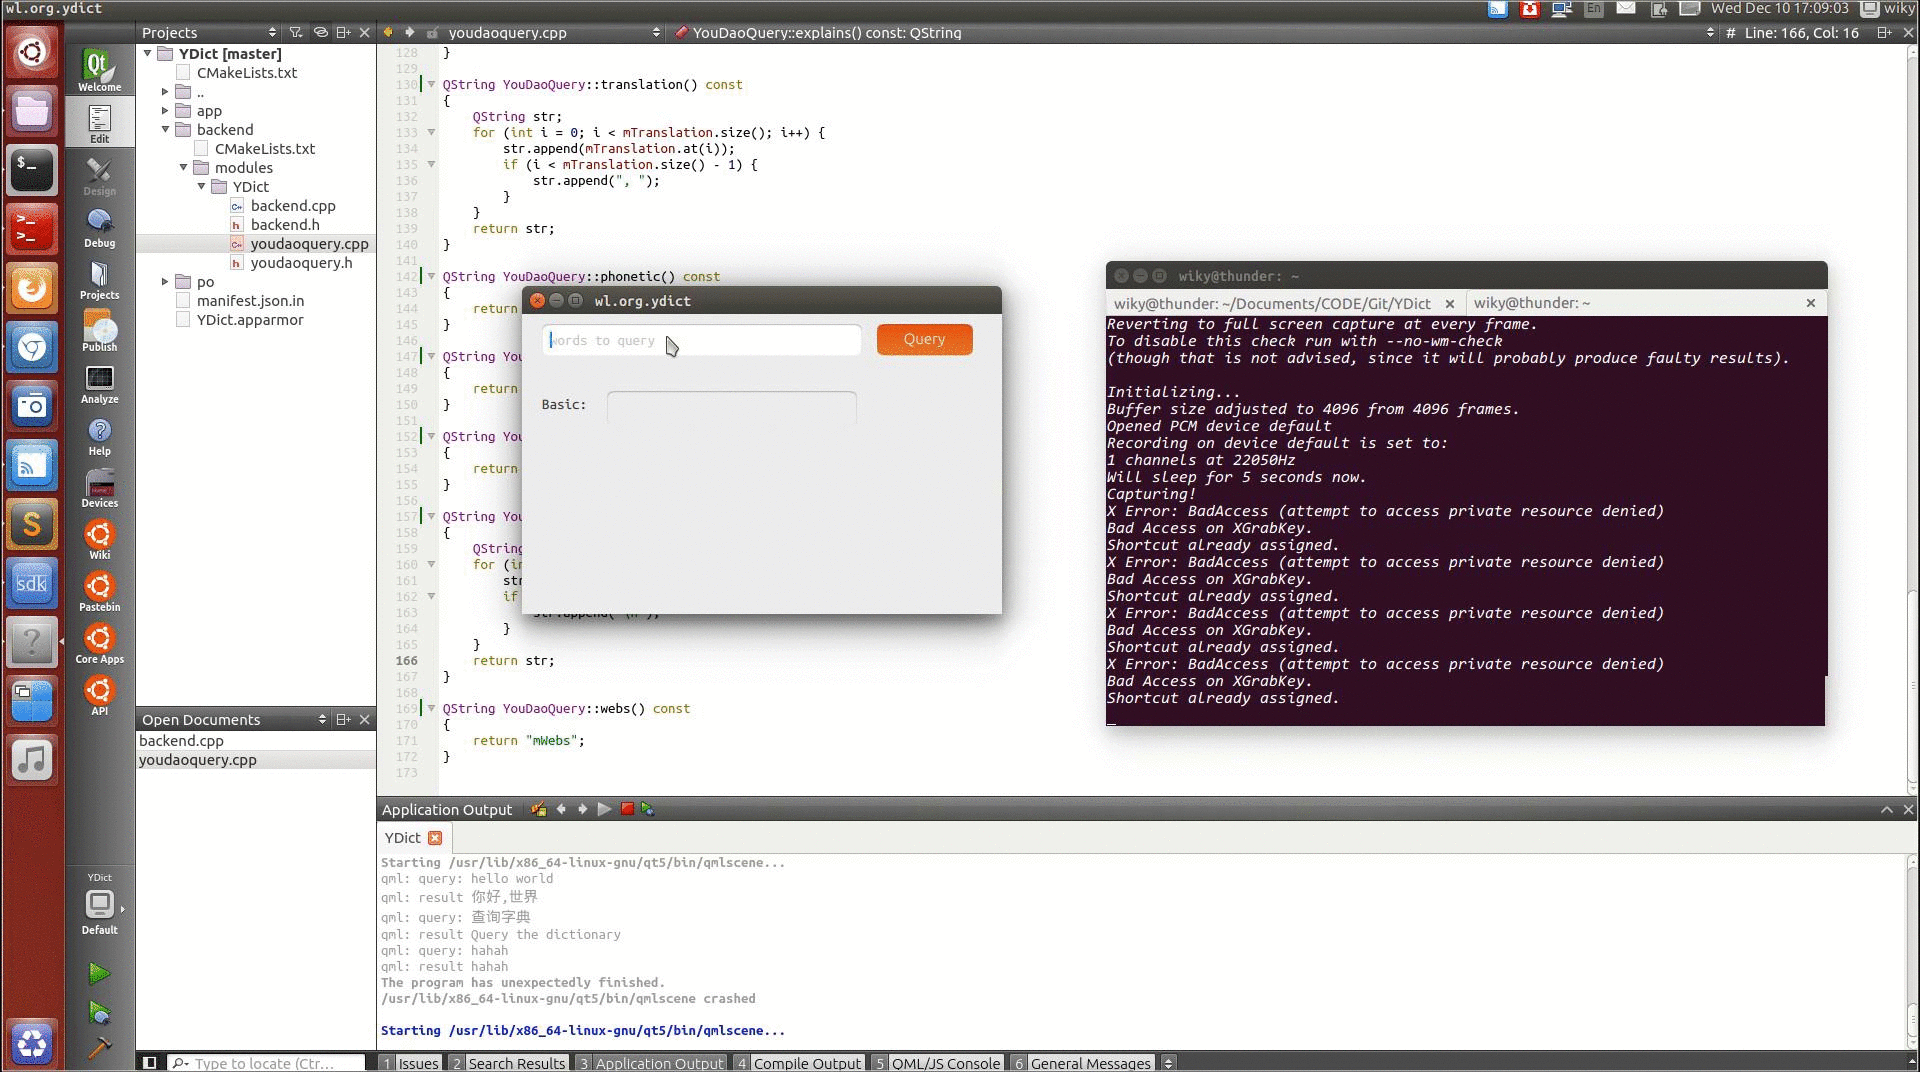 wl.org.ydict
En
Wed Dec 10 17:09:03
wiky
Projects
youdaoquery.cpp
YouDaoQuery::explains() const: QString
# Line: 166, Col: 16
Qt
Welcome
Edit
Design
Debug
Projects
Publish
Analyze
Help
Devices
Wiki
Pastebin
Core Apps
API
YDict
Default
S
sdk
?
YDict [master]
CMakeLists.txt
..
app
backend
CMakeLists.txt
modules
YDict
backend.cpp
backend.h
youdaoquery.cpp
youdaoquery.h
po
manifest.json.in
YDict.apparmor
Open Documents
backend.cpp
youdaoquery.cpp
128 }
129
130 QString YouDaoQuery::translation() const
131 {
132 QString str;
133 for (int i = 0; i < mTranslation.size(); i++) {
134 str.append(mTranslation.at(i));
135 if (i < mTranslation.size() - 1) {
136 str.append(", ");
137 }
138 }
139 return str;
140 }
141
142 QString YouDaoQuery::phonetic() const
143 {
144 return
145 }
146
147 QString You
148 {
149 return
150 }
151
152 QString You
153 {
154 return
155 }
156
157 QString You
158 {
159 QString
160 for (in
161 str
162 if
163 str.append("\n");
164 }
165 }
166 return str;
167 }
168
169 QString YouDaoQuery::webs() const
170 {
171 return "mWebs";
172 }
173
wl.org.ydict
words to query
Query
Basic:
wiky@thunder: ~
wiky@thunder: ~/Documents/CODE/Git/YDict
wiky@thunder: ~
Reverting to full screen capture at every frame.
To disable this check run with --no-wm-check
(though that is not advised, since it will probably produce faulty results).
Initializing...
Buffer size adjusted to 4096 from 4096 frames.
Opened PCM device default
Recording on device default is set to:
1 channels at 22050Hz
Will sleep for 5 seconds now.
Capturing!
X Error: BadAccess (attempt to access private resource denied)
Bad Access on XGrabKey.
Shortcut already assigned.
X Error: BadAccess (attempt to access private resource denied)
Bad Access on XGrabKey.
Shortcut already assigned.
X Error: BadAccess (attempt to access private resource denied)
Bad Access on XGrabKey.
Shortcut already assigned.
X Error: BadAccess (attempt to access private resource denied)
Bad Access on XGrabKey.
Shortcut already assigned.
Application Output
YDict
Starting /usr/lib/x86_64-linux-gnu/qt5/bin/qmlscene...
qml: query: hello world
qml: result 你好,世界
qml: query: 查询字典
qml: result Query the dictionary
qml: query: hahah
qml: result hahah
The program has unexpectedly finished.
/usr/lib/x86_64-linux-gnu/qt5/bin/qmlscene crashed
Starting /usr/lib/x86_64-linux-gnu/qt5/bin/qmlscene...
Type to locate (Ctr...
1 Issues
2 Search Results
3 Application Output
4 Compile Output
5 QML/JS Console
6 General Messages